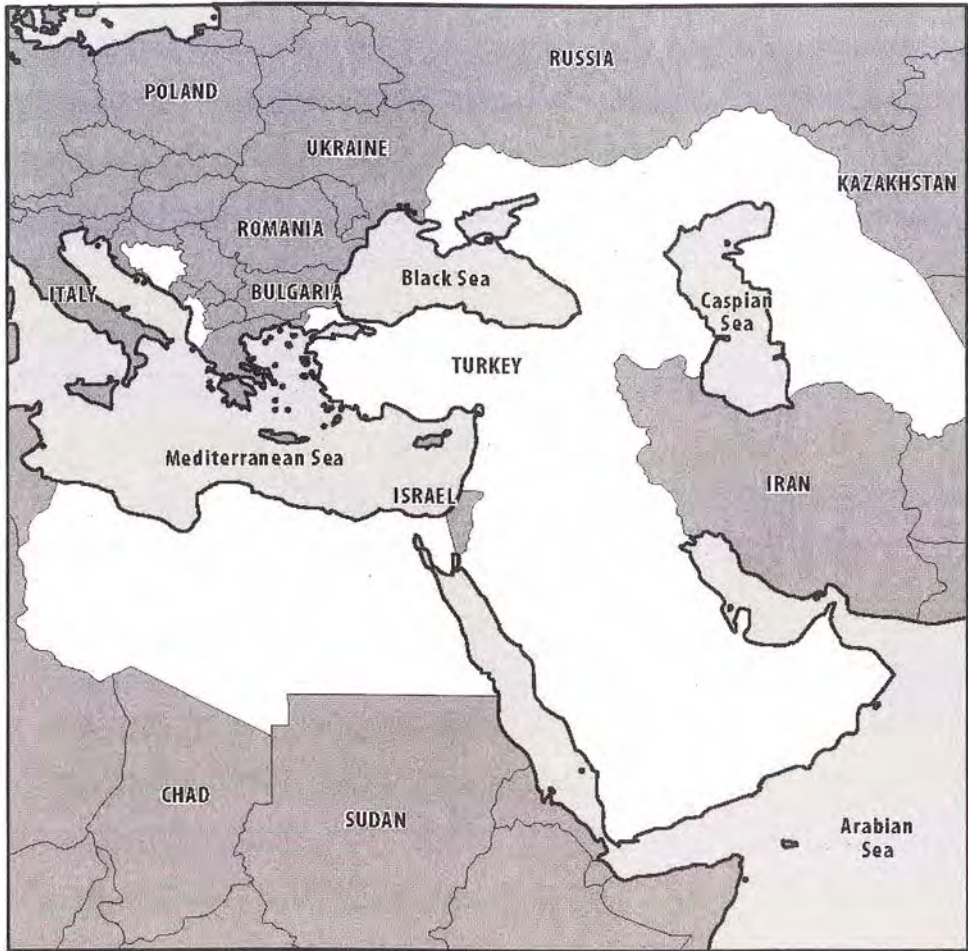 RUSSIA
POLAND
UKRAINE
KAZAKHSTAN
ROMANIA
Black Sea
ITALY
BULGARIA
Caspian
Sea
TURKEY
Mediterranean Sea
ISRAEL
IRAN
CHAD
SUDAN
Arabian
Sea